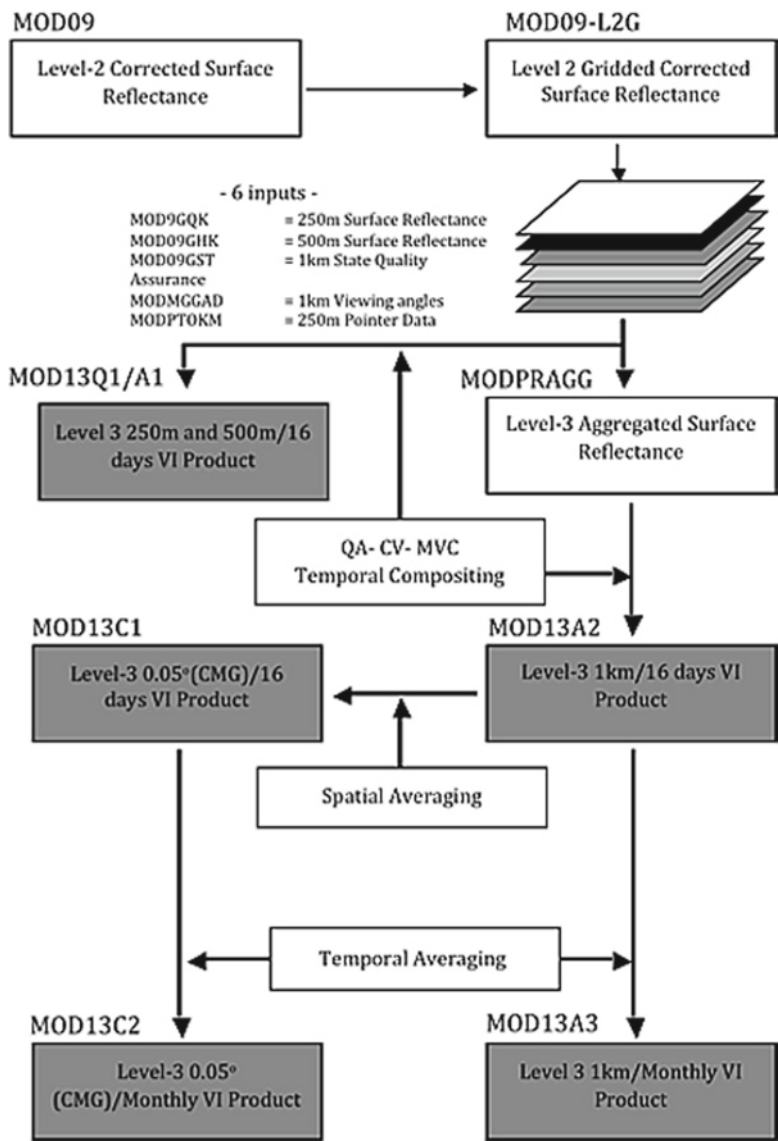 MOD09
MOD09-L2G
Level-2 Corrected Surface
Reflectance
Level 2 Gridded Corrected
Surface Reflectance
- 6 inputs -
MOD9GQK = 250m Surface Reflectance
MOD09GHK = 500m Surface Reflectance
MOD09GST = 1km State Quality
Assurance
MODMGGAD = 1km Viewing angles
MODPTOKM = 250m Pointer Data
MOD13Q1/A1
MODPRAGG
Level 3 250m and 500m/16
days VI Product
Level-3 Aggregated Surface
Reflectance
QA- CV- MVC
Temporal Compositing
MOD13C1
MOD13A2
Level-3 0.05º(CMG)/16
days VI Product
Level-3 1km/16 days VI
Product
Spatial Averaging
Temporal Averaging
MOD13C2
MOD13A3
Level-3 0.05º
(CMG)/Monthly VI Product
Level 3 1km/Monthly VI
Product